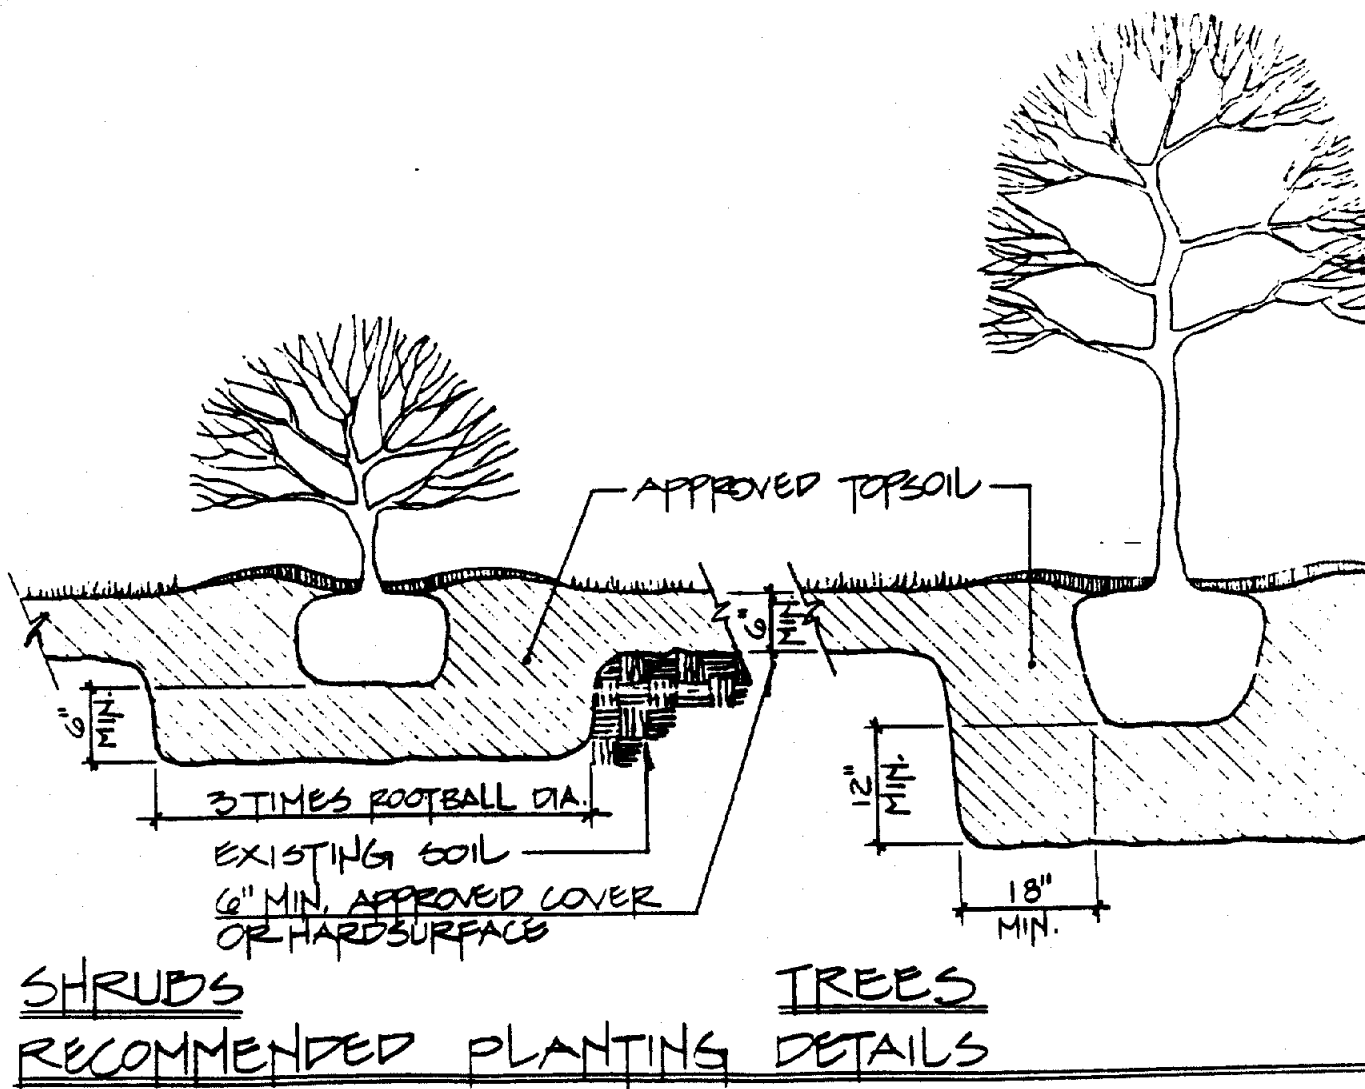 APPROVED TOPSOIL
6" MIN.
6" MIN.
12" MIN.
3 TIMES ROOTBALL DIA.
EXISTING SOIL
6" MIN. APPROVED COVER
OR HARDSURFACE
18"
MIN.
SHRUBS
TREES
RECOMMENDED PLANTING DETAILS